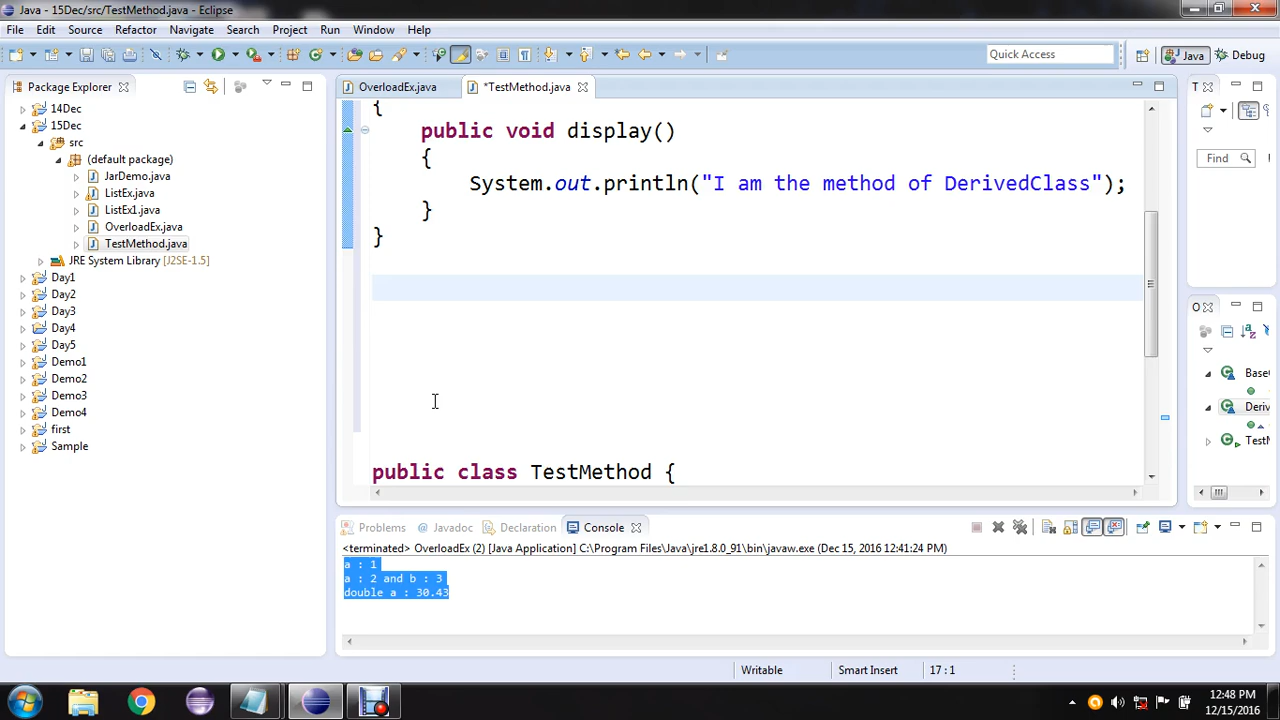 Java - 15Dec/src/TestMethod.java - Eclipse
File Edit Source Refactor Navigate Search Project Run Window Help
Quick Access
Java
Debug
Package Explorer
14Dec
15Dec
src
(default package)
JarDemo.java
ListEx.java
ListEx1.java
OverloadEx.java
TestMethod.java
JRE System Library [J2SE-1.5]
Day1
Day2
Day3
Day4
Day5
Demo1
Demo2
Demo3
Demo4
first
Sample
OverloadEx.java
*TestMethod.java
{
public void display()
{
System.out.println("I am the method of DerivedClass");
}
}
public class TestMethod {
T
Find
O
Base
Deriv
TestM
Problems
@ Javadoc
Declaration
Console
<terminated> OverloadEx (2) [Java Application] C:\Program Files\Java\jre1.8.0_91\bin\javaw.exe (Dec 15, 2016 12:41:24 PM)
a : 1
a : 2 and b : 3
double a : 30.43
Writable
Smart Insert
17 : 1
12:48 PM
12/15/2016